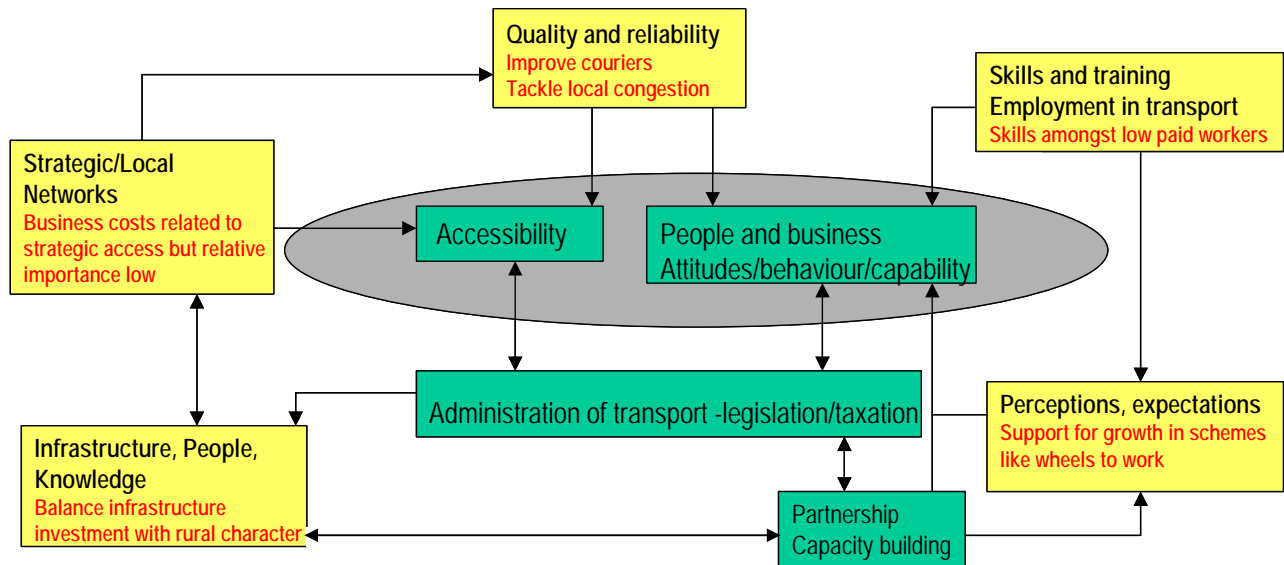 Quality and reliability
Improve couriers
Tackle local congestion
Skills and training
Employment in transport
Skills amongst low paid workers
Strategic/Local
Networks
Business costs related to
strategic access but relative
importance low
Accessibility
People and business
Attitudes/behaviour/capability
Administration of transport -legislation/taxation
Perceptions, expectations
Support for growth in schemes
like wheels to work
Infrastructure, People,
Knowledge
Balance infrastructure
investment with rural character
Partnership
Capacity building